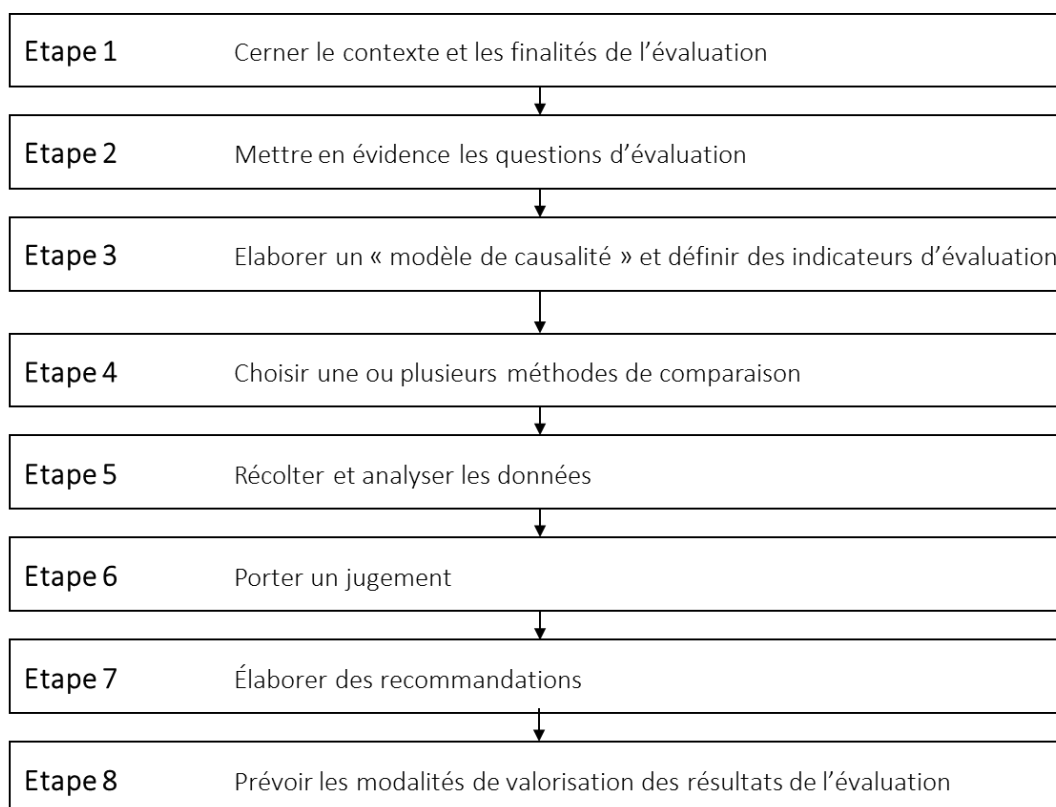 Etape 1 Cerner le contexte et les finalités de l’évaluation
Etape 2 Mettre en évidence les questions d’évaluation
Etape 3 Elaborer un « modèle de causalité » et définir des indicateurs d’évaluation
Etape 4 Choisir une ou plusieurs méthodes de comparaison
Etape 5 Récolter et analyser les données
Etape 6 Porter un jugement
Etape 7 Élaborer des recommandations
Etape 8 Prévoir les modalités de valorisation des résultats de l’évaluation